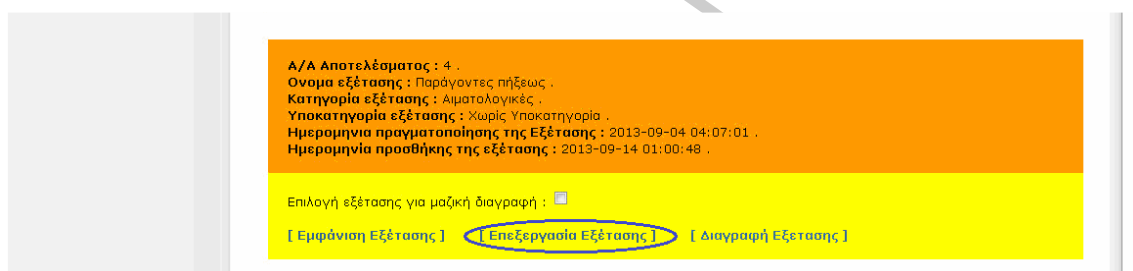 Α/Α Αποτελέσματος : 4 .
Ονομα εξέτασης : Παράγοντες πήξεως .
Κατηγορία εξέτασης : Αιματολογικές .
Υποκατηγορία εξέτασης : Χωρίς Υποκατηγορία .
Ημερομηνια πραγματοποίησης της Εξέτασης : 2013-09-04 04:07:01 .
Ημερομηνία προσθήκης της εξέτασης : 2013-09-14 01:00:48 .
Επιλογή εξέτασης για μαζική διαγραφή :
[ Εμφάνιση Εξέτασης ] [ Επεξεργασία Εξέτασης ] [ Διαγραφή Εξετασης ]